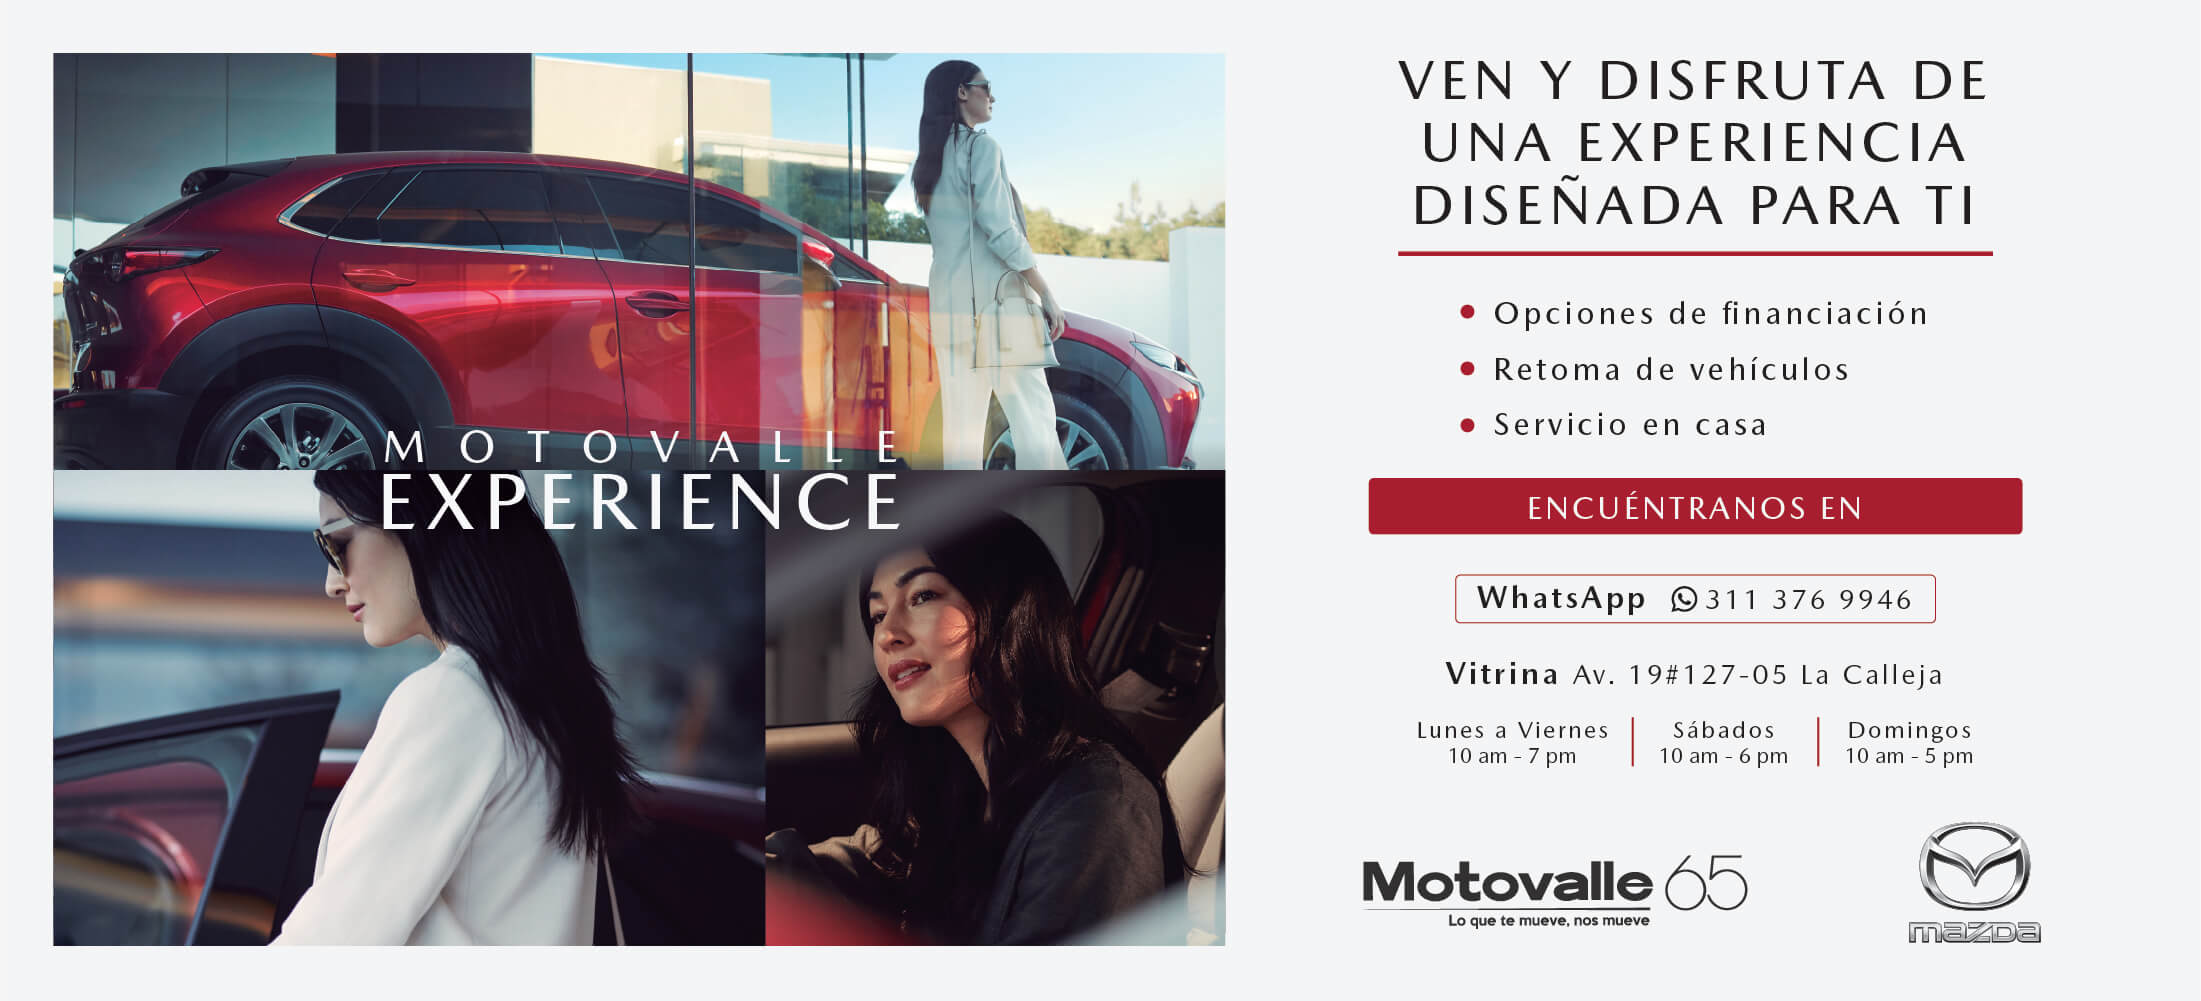 MOTOVALLE
EXPERIENCE
VEN Y DISFRUTA DE
UNA EXPERIENCIA
DISEÑADA PARA TI
• Opciones de financiación
• Retoma de vehículos
• Servicio en casa
ENCUÉNTRANOS EN
WhatsApp 311 376 9946
Vitrina Av. 19#127-05 La Calleja
Lunes a Viernes | Sábados | Domingos
10 am - 7 pm | 10 am - 6 pm | 10 am - 5 pm
Motovalle 65
Lo que te mueve, nos mueve
mazda